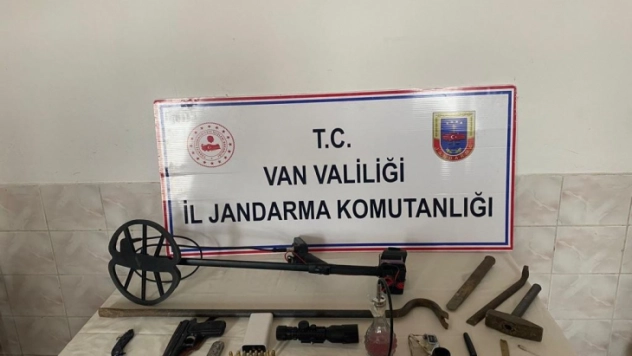 T.C.
VAN VALİLİĞİ
İL JANDARMA KOMUTANLIĞI